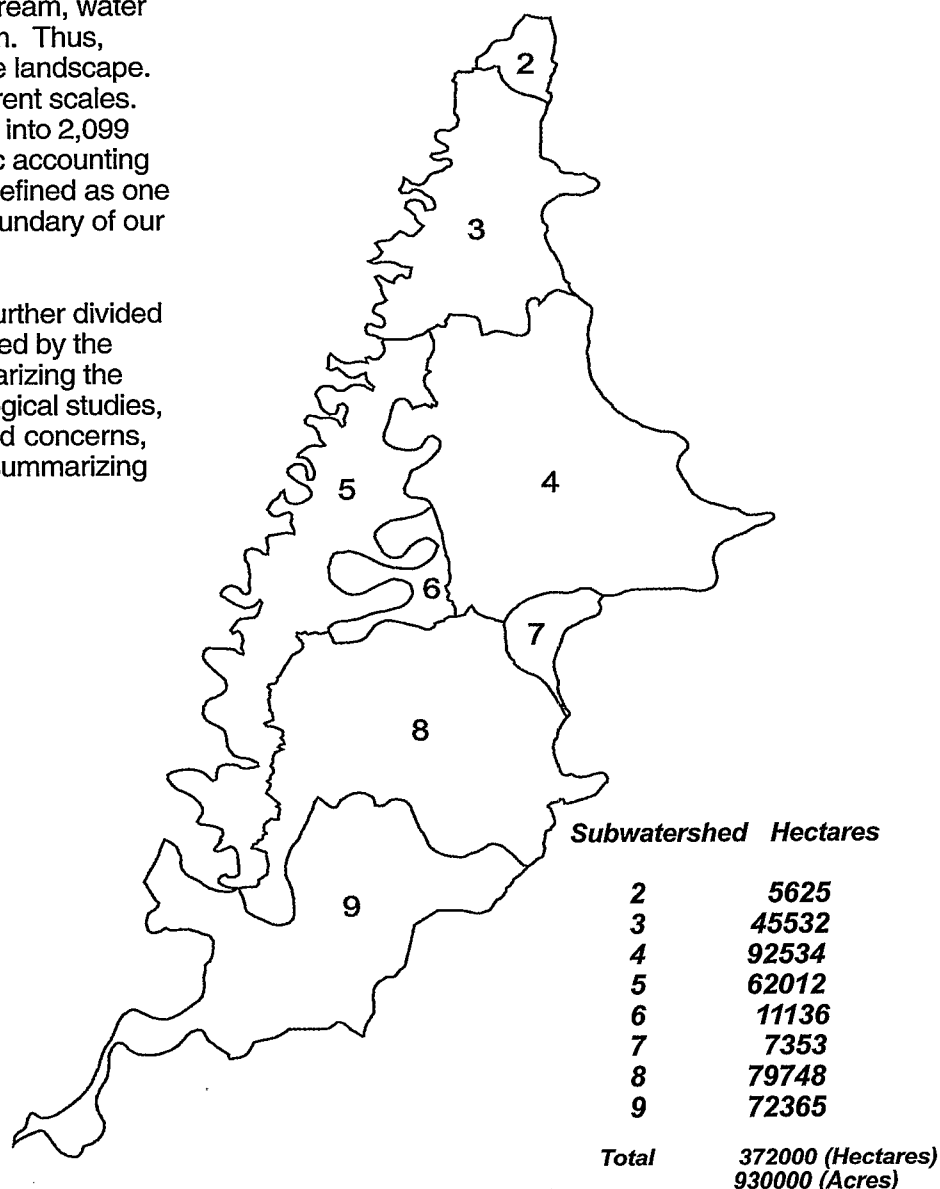 ream, water
n. Thus,
e landscape.
rent scales.
into 2,099
c accounting
efined as one
undary of our
urther divided
ed by the
arizing the
gical studies,
d concerns,
summarizing
2
3
4
5
6
7
8
9
Subwatershed Hectares
2 5625
3 45532
4 92534
5 62012
6 11136
7 7353
8 79748
9 72365
Total 372000 (Hectares)
930000 (Acres)